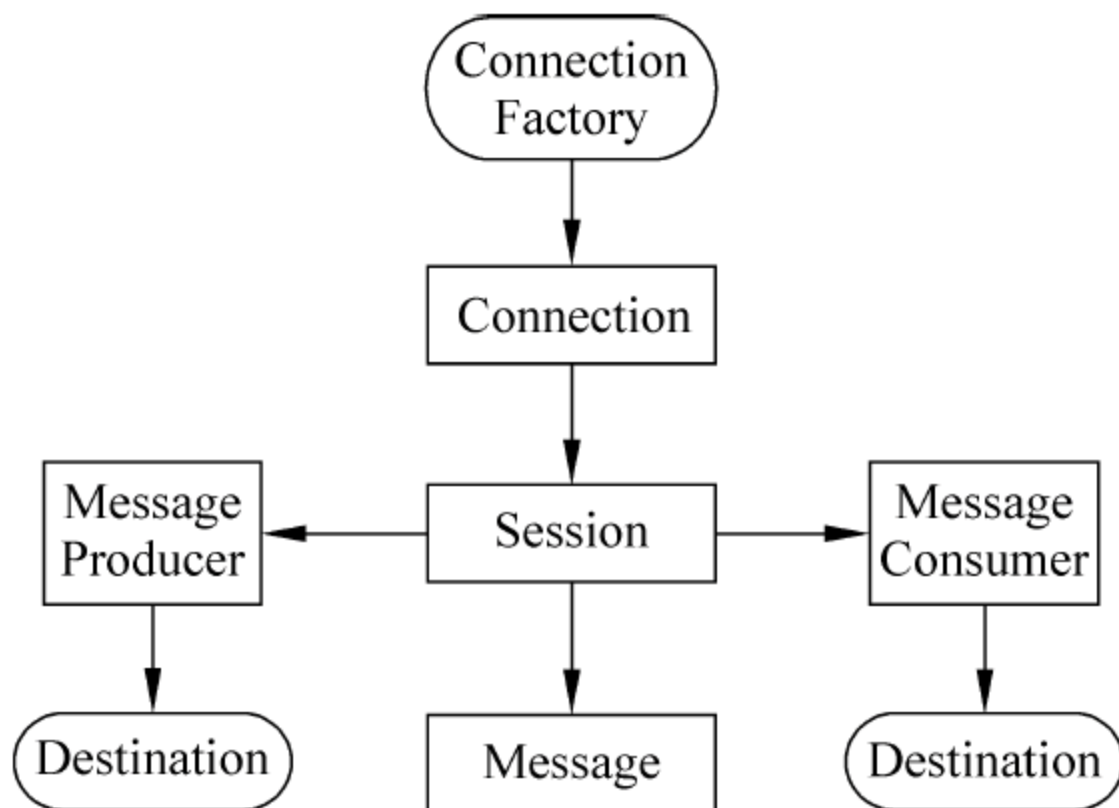 Connection
Factory
Connection
Message
Producer
Session
Message
Consumer
Destination
Message
Destination